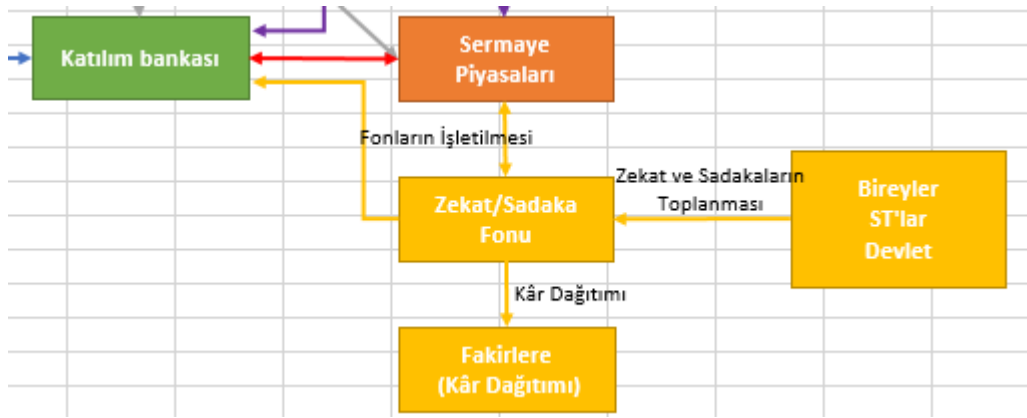 Katılım bankası
Sermaye
Piyasaları
Fonların İşletilmesi
Zekat/Sadaka
Fonu
Zekat ve Sadakaların
Toplanması
Bireyler
ST'lar
Devlet
Kâr Dağıtımı
Fakirlere
(Kâr Dağıtımı)